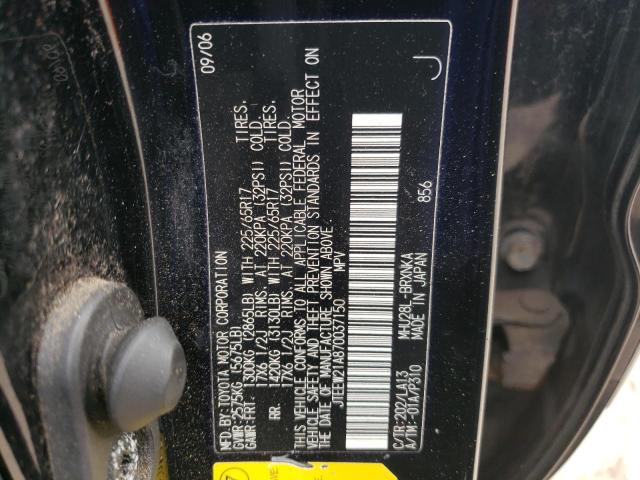 MFD. BY: TOYOTA MOTOR CORPORATION 09/06
GVWR: 2575KG (5675LB)
GAWR: FRT. 1300KG (2865LB) WITH 225/65R17 TIRES.
17X6 1/2J RIMS. AT 220KPA (32PSI) COLD.
RR. 1420KG (3130LB) WITH 225/65R17 TIRES.
17X6 1/2J RIMS. AT 220KPA (32PSI) COLD.
THIS VEHICLE CONFORMS TO ALL APPLICABLE FEDERAL MOTOR
VEHICLE SAFETY AND THEFT PREVENTION STANDARDS IN EFFECT ON
THE DATE OF MANUFACTURE SHOWN ABOVE.
JTEEW21A870037150 MPV
J
C/TR: 202/LA13 MHU28L-BRXNKA 856
A/TM: -01A/P310 MADE IN JAPAN